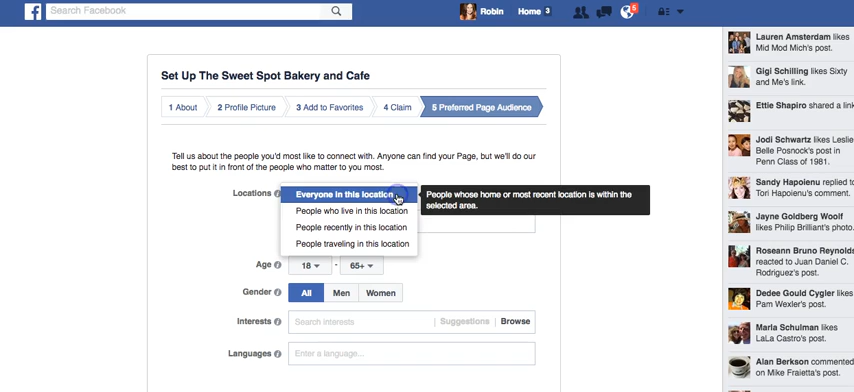 f Search Facebook
Robin
Home 3
5
Set Up The Sweet Spot Bakery and Cafe
1 About
2 Profile Picture
3 Add to Favorites
4 Claim
5 Preferred Page Audience
Tell us about the people you'd most like to connect with. Anyone can find your Page, but we'll do our
best to put it in front of the people who matter to you most.
Locations i
Everyone in this location
People who live in this location
People recently in this location
People traveling in this location
People whose home or most recent location is within the
selected area.
Age i 18 - 65+
Gender i All Men Women
Interests i Search interests | Suggestions | Browse
Languages i Enter a language...
Lauren Amsterdam likes
Mid Mod Mich's post.
Gigi Schilling likes Sixty
and Me's link.
Ettie Shapiro shared a link
Jodi Schwartz likes Leslie
Belle Posnock's post in
Penn Class of 1981.
Sandy Hapoienu replied to
Tori Hapoienu's comment.
Jayne Goldberg Woolf
likes Philip Brilliant's photo.
Roseann Bruno Reynolds
reacted to Juan Daniel C.
Rodriguez's post.
Dedee Gould Cygler likes
Pam Wexler's post.
Marla Schulman likes
LaLa Castro's post.
Alan Berkson commented
on Mike Fraietta's post.